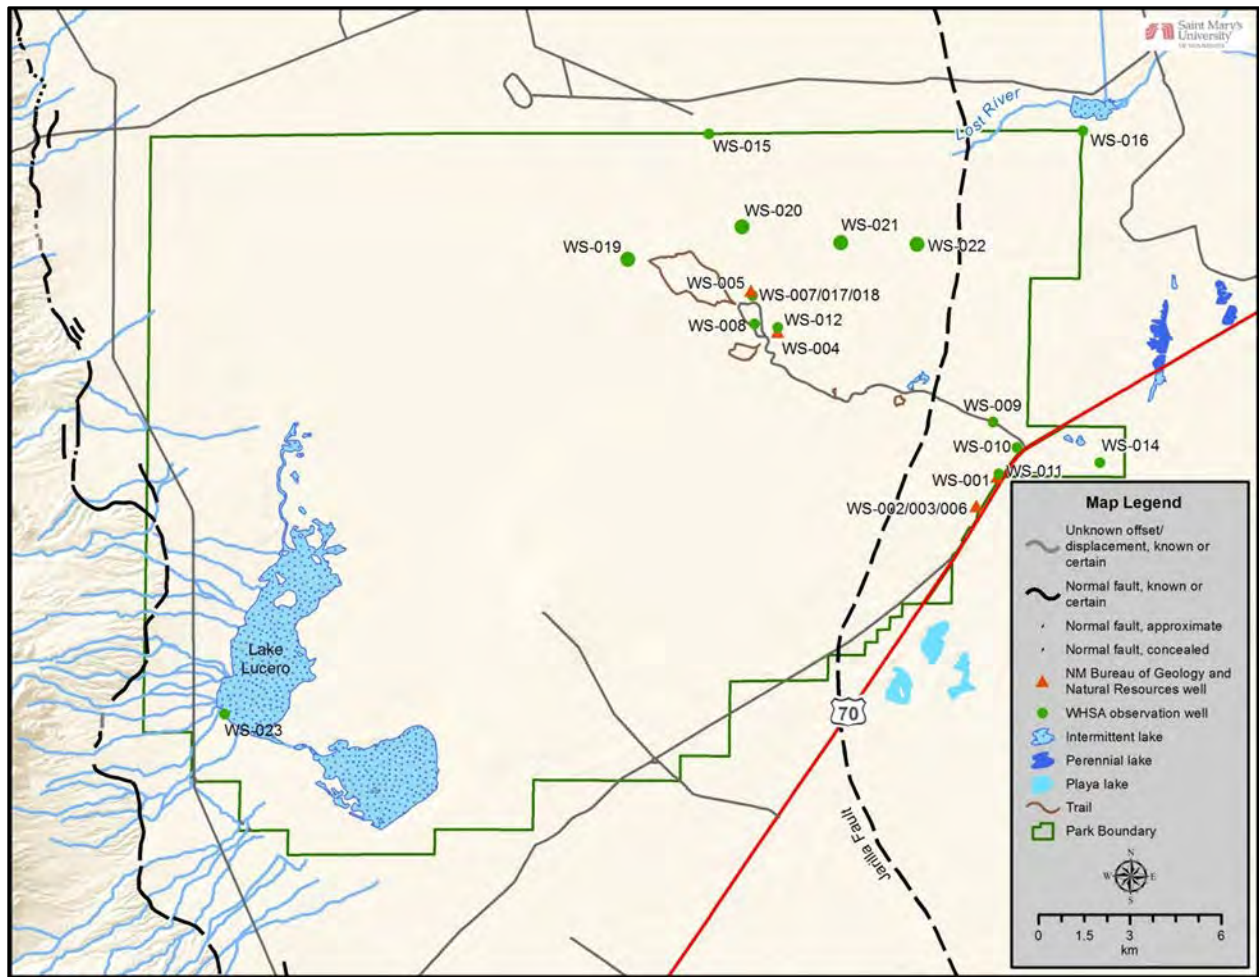 Saint Mary's
University
OF MINNESOTA
Lost River
WS-015
WS-016
WS-020
WS-021
WS-022
WS-019
WS-005
WS-007/017/018
WS-008
WS-012
WS-004
WS-009
WS-010
WS-014
WS-011
WS-001
WS-002/003/006
Lake
Lucero
WS-023
70
Jarilla Fault
Map Legend
Unknown offset/
displacement, known or
certain
Normal fault, known or
certain
Normal fault, approximate
Normal fault, concealed
NM Bureau of Geology and
Natural Resources well
WHSA observation well
Intermittent lake
Perennial lake
Playa lake
Trail
Park Boundary
N
W E
S
0 1.5 3 6
km